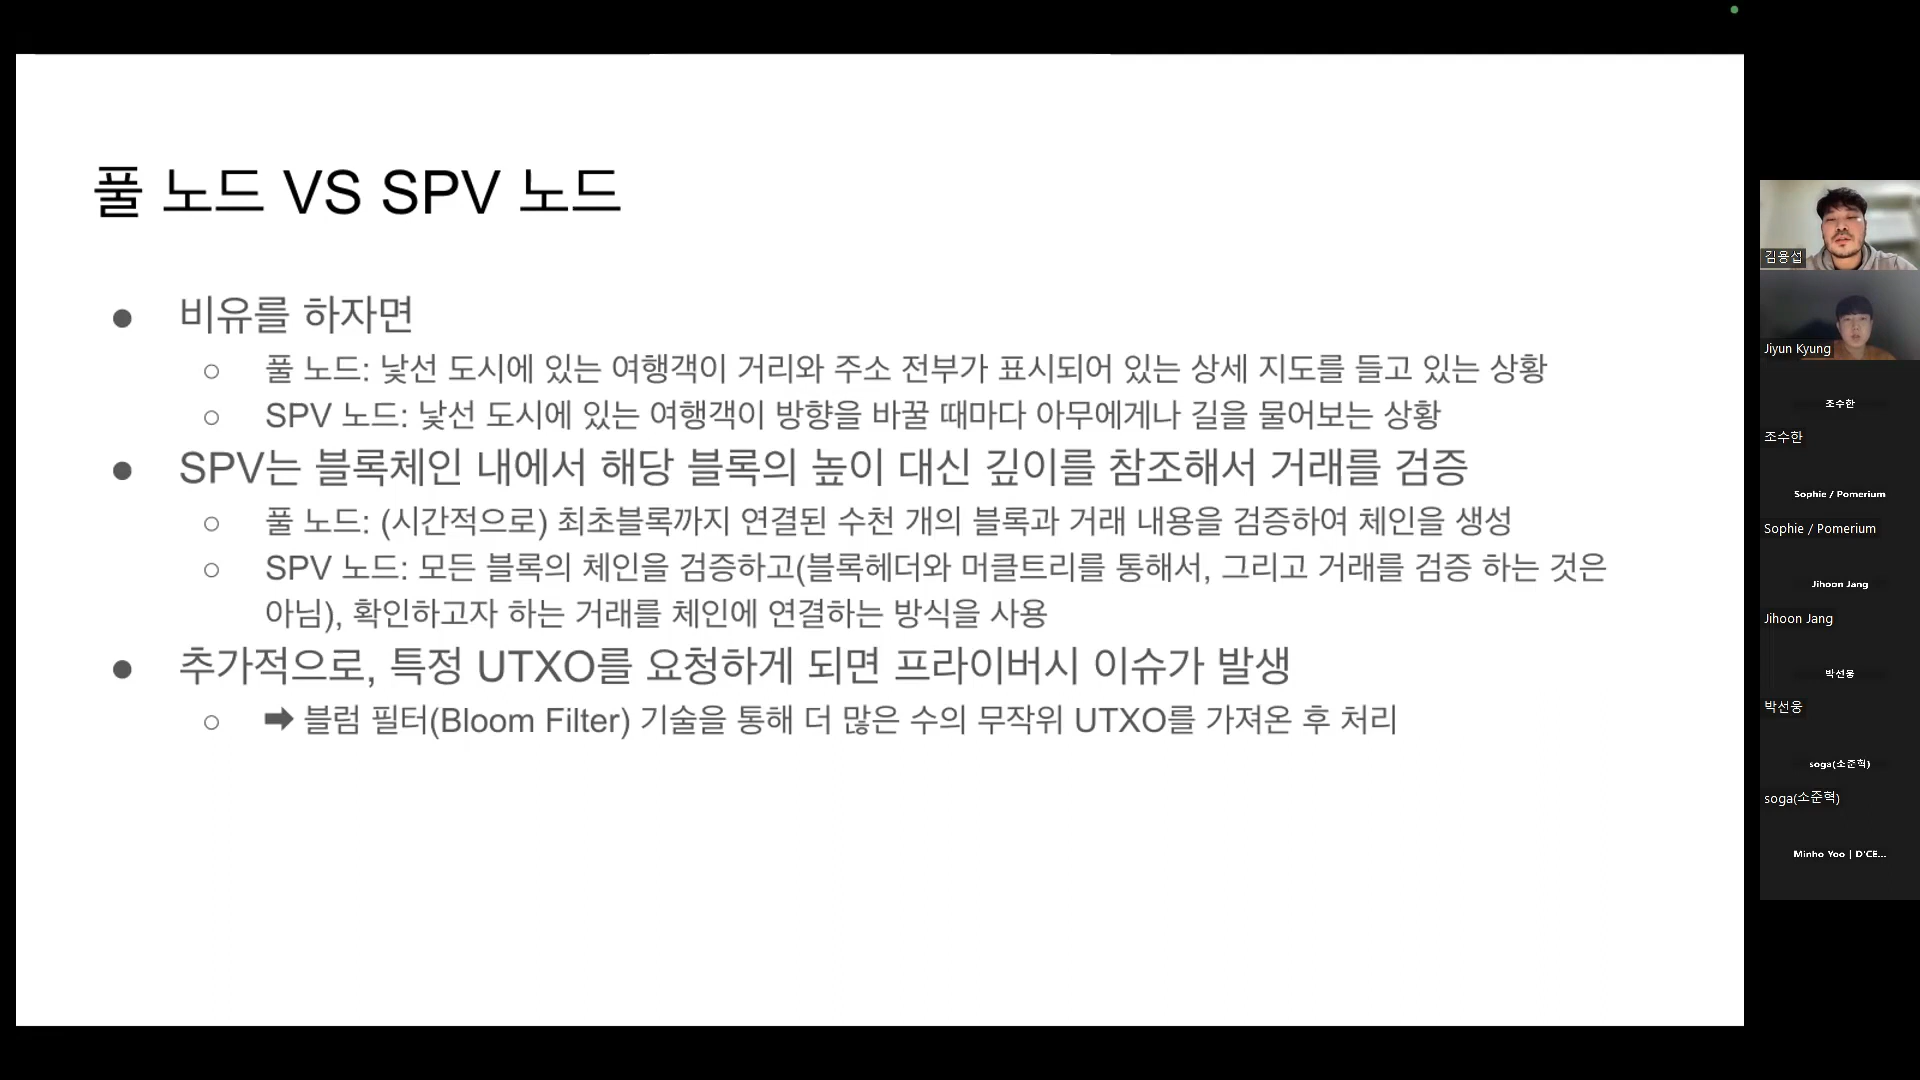 풀 노드 VS SPV 노드
● 비유를 하자면
○ 풀 노드: 낯선 도시에 있는 여행객이 거리와 주소 전부가 표시되어 있는 상세 지도를 들고 있는 상황
○ SPV 노드: 낯선 도시에 있는 여행객이 방향을 바꿀 때마다 아무에게나 길을 물어보는 상황
● SPV는 블록체인 내에서 해당 블록의 높이 대신 깊이를 참조해서 거래를 검증
○ 풀 노드: (시간적으로) 최초블록까지 연결된 수천 개의 블록과 거래 내용을 검증하여 체인을 생성
○ SPV 노드: 모든 블록의 체인을 검증하고(블록헤더와 머클트리를 통해서, 그리고 거래를 검증 하는 것은
아님), 확인하고자 하는 거래를 체인에 연결하는 방식을 사용
● 추가적으로, 특정 UTXO를 요청하게 되면 프라이버시 이슈가 발생
○ ➡ 블럼 필터(Bloom Filter) 기술을 통해 더 많은 수의 무작위 UTXO를 가져온 후 처리
김용섭
Jiyun Kyung
조수한
조수한
Sophie / Pomerium
Sophie / Pomerium
Jihoon Jang
Jihoon Jang
박선웅
박선웅
soga(소준혁)
soga(소준혁)
Minho Yoo | D'CE...